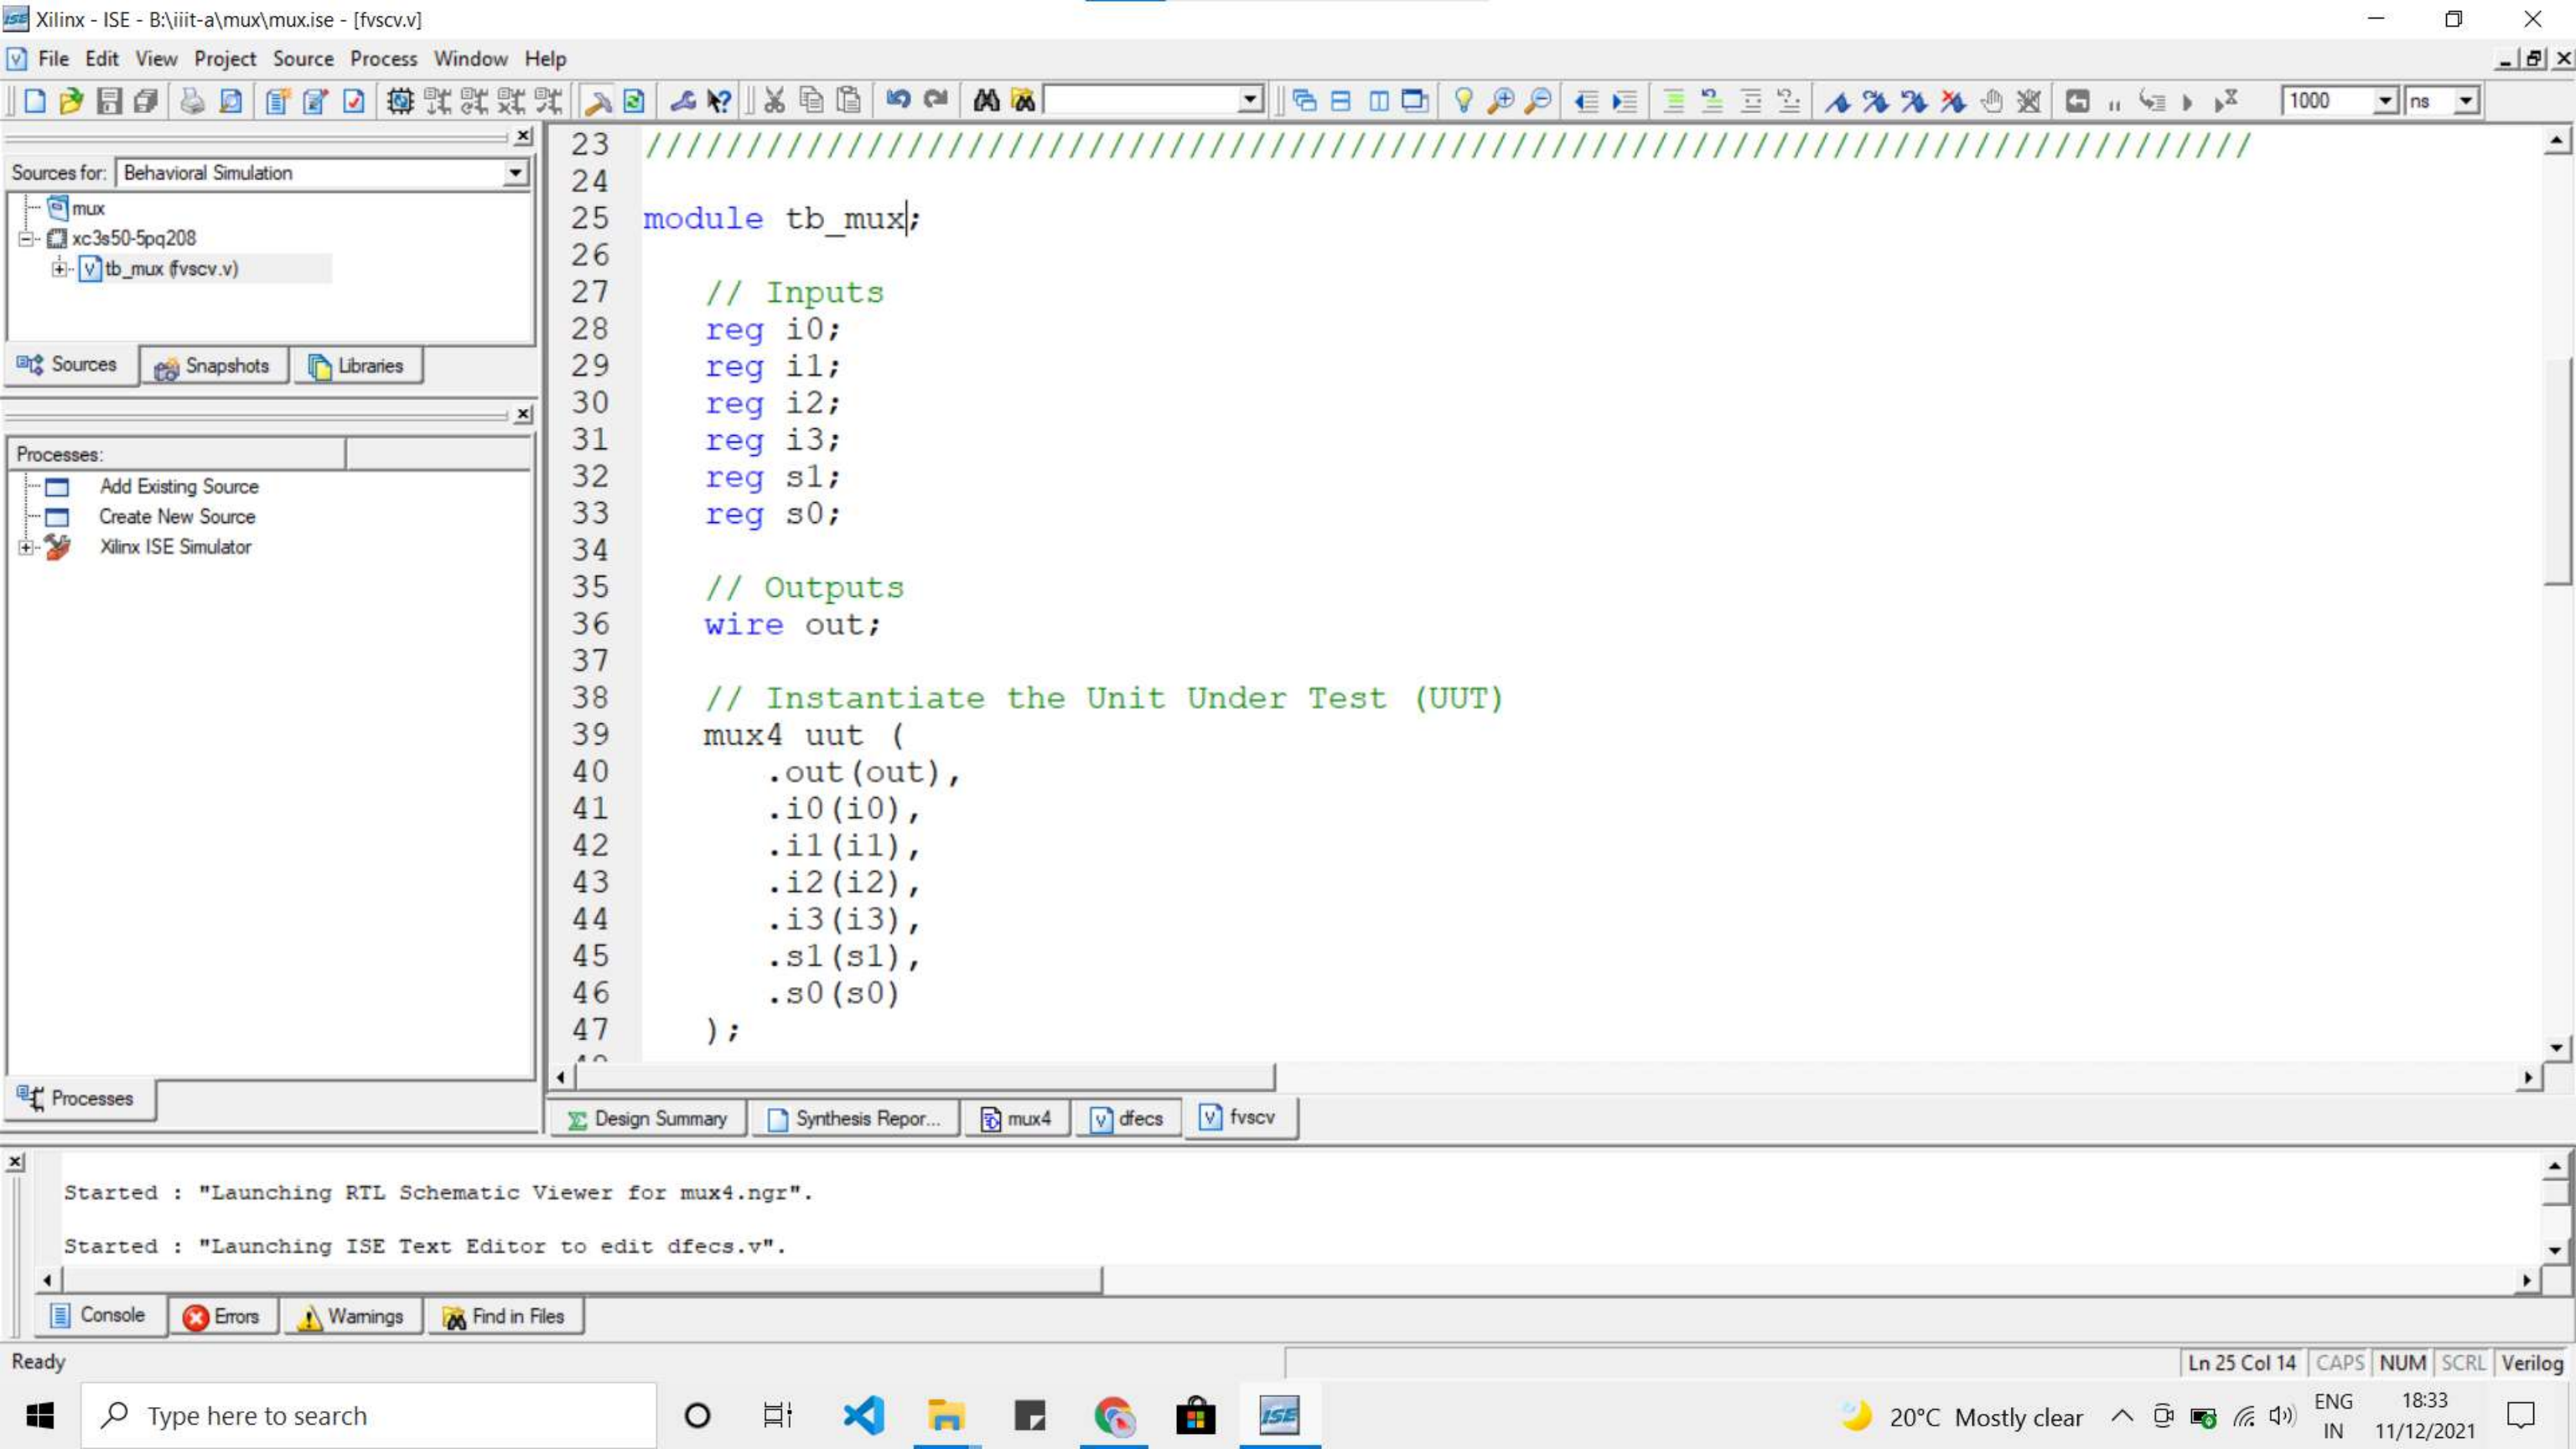 Xilinx - ISE - B:\iiit-a\mux\mux.ise - [fvscv.v]
File Edit View Project Source Process Window Help
1000 ns
Sources for: Behavioral Simulation
mux
xc3s50-5pq208
tb_mux (fvscv.v)
Sources Snapshots Libraries
Processes:
Add Existing Source
Create New Source
Xilinx ISE Simulator
Processes
23 ////////////////////////////////////////////////////////////////////////////////
24
25 module tb_mux;
26
27 // Inputs
28 reg i0;
29 reg i1;
30 reg i2;
31 reg i3;
32 reg s1;
33 reg s0;
34
35 // Outputs
36 wire out;
37
38 // Instantiate the Unit Under Test (UUT)
39 mux4 uut (
40 .out(out),
41 .i0(i0),
42 .i1(i1),
43 .i2(i2),
44 .i3(i3),
45 .s1(s1),
46 .s0(s0)
47 );
Design Summary Synthesis Repor... mux4 dfecs fvscv
Started : "Launching RTL Schematic Viewer for mux4.ngr".
Started : "Launching ISE Text Editor to edit dfecs.v".
Console Errors Warnings Find in Files
Ready
Ln 25 Col 14 CAPS NUM SCRL Verilog
Type here to search
ISE
20°C Mostly clear
ENG
IN
18:33
11/12/2021